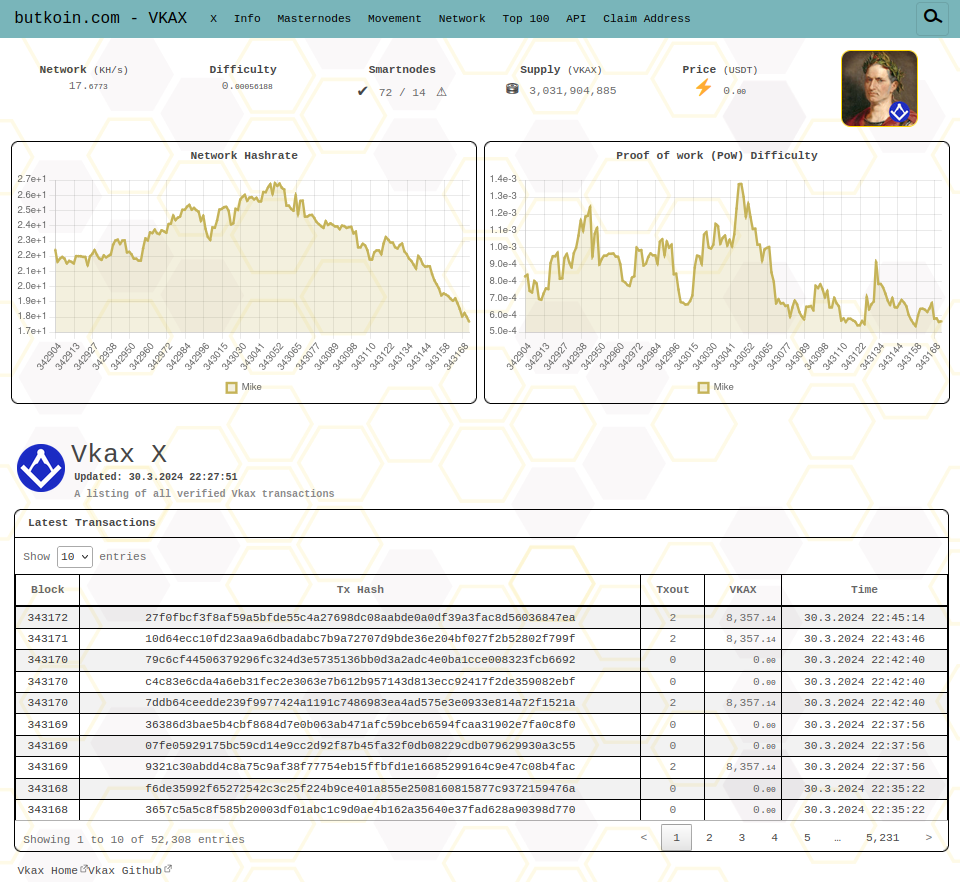 butkoin.com - VKAX X Info Masternodes Movement Network Top 100 API Claim Address
Network (KH/s) Difficulty Smartnodes Supply (VKAX) Price (USDT)
17.6773 0.00056188 ✔ 72 / 14 ⚠ 3,031,904,885 ⚡ 0.00
Network Hashrate
2.7e+1
2.6e+1
2.5e+1
2.4e+1
2.3e+1
2.2e+1
2.1e+1
2.0e+1
1.9e+1
1.8e+1
1.7e+1
342904 342913 342927 342938 342950 342960 342972 342984 342996 343015 343030 343041 343052 343065 343077 343089 343098 343110 343122 343134 343144 343158 343168
Mike
Proof of work (PoW) Difficulty
1.4e-3
1.3e-3
1.2e-3
1.1e-3
1.0e-3
9.0e-4
8.0e-4
7.0e-4
6.0e-4
5.0e-4
342904 342913 342927 342938 342950 342960 342972 342984 342996 343015 343030 343041 343052 343065 343077 343089 343098 343110 343122 343134 343144 343158 343168
Mike
Vkax X
Updated: 30.3.2024 22:27:51
A listing of all verified Vkax transactions
Latest Transactions
Show 10 entries
Block Tx Hash Txout VKAX Time
343172 27f0fbcf3f8af59a5bfde55c4a27698dc08aabde0a0df39a3fac8d56036847ea 2 8,357.14 30.3.2024 22:45:14
343171 10d64ecc10fd23aa9a6dbadabc7b9a72707d9bde36e204bf027f2b52802f799f 2 8,357.14 30.3.2024 22:43:46
343170 79c6cf44506379296fc324d3e5735136bb0d3a2adc4e0ba1cce008323fcb6692 0 0.00 30.3.2024 22:42:40
343170 c4c83e6cda4a6eb31fec2e3063e7b612b957143d813ecc92417f2de359082ebf 0 0.00 30.3.2024 22:42:40
343170 7ddb64ceedde239f9977424a1191c7486983ea4ad575e3e0933e814a72f1521a 2 8,357.14 30.3.2024 22:42:40
343169 36386d3bae5b4cbf8684d7e0b063ab471afc59bceb6594fcaa31902e7fa0c8f0 0 0.00 30.3.2024 22:37:56
343169 07fe05929175bc59cd14e9cc2d92f87b45fa32f0db08229cdb079629930a3c55 0 0.00 30.3.2024 22:37:56
343169 9321c30abdd4c8a75c9af38f77754eb15ffbfd1e16685299164c9e47c08b4fac 2 8,357.14 30.3.2024 22:37:56
343168 f6de35992f65272542c3c25f224b9ce401a855e2508160815877c9372159476a 0 0.00 30.3.2024 22:35:22
343168 3657c5a5c8f585b20003df01abc1c9d0ae4b162a35640e37fad628a90398d770 0 0.00 30.3.2024 22:35:22
Showing 1 to 10 of 52,308 entries < 1 2 3 4 5 … 5,231 >
Vkax Home Vkax Github